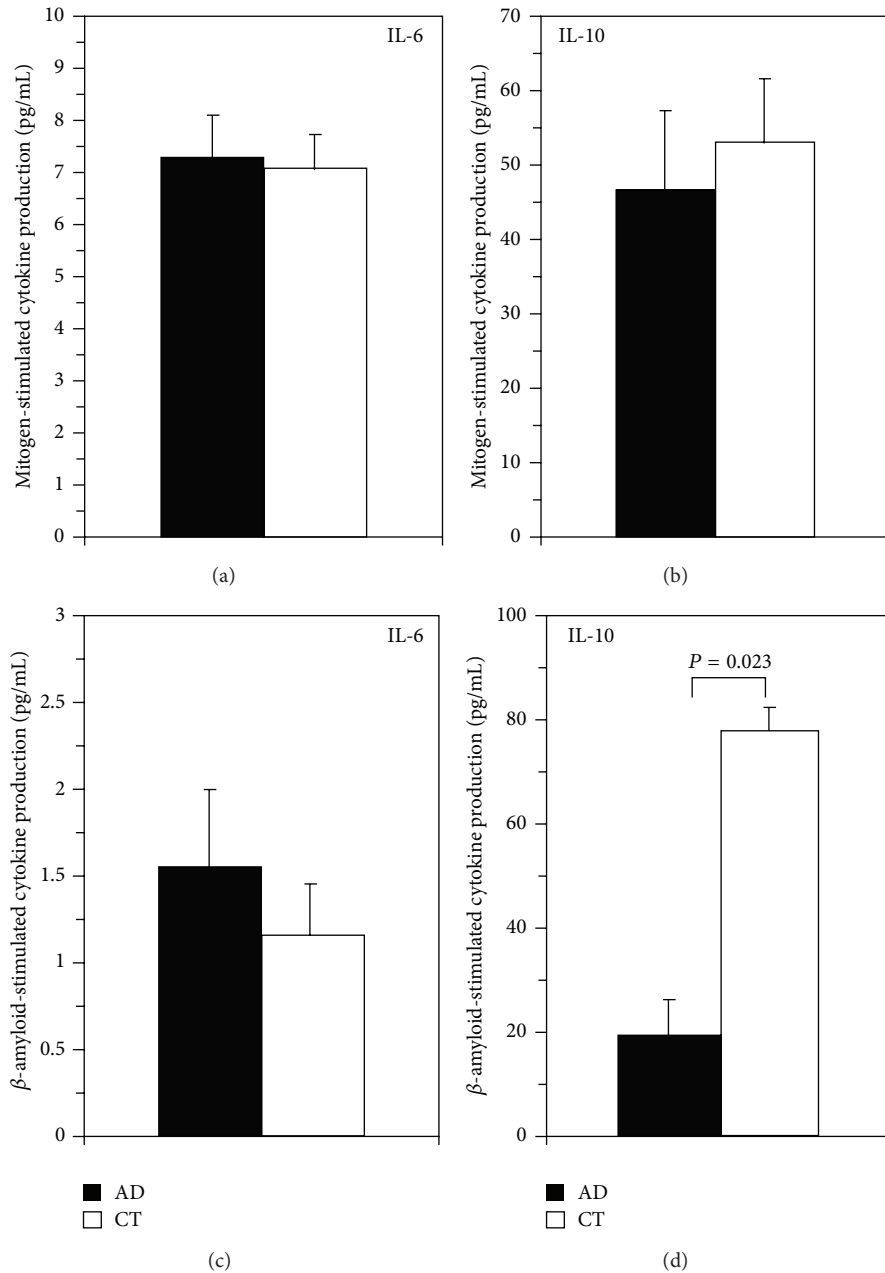 Mitogen-stimulated cytokine production (pg/mL)
10
9
8
7
6
5
4
3
2
1
0
IL-6
(a)
Mitogen-stimulated cytokine production (pg/mL)
70
60
50
40
30
20
10
0
IL-10
(b)
β-amyloid-stimulated cytokine production (pg/mL)
3
2.5
2
1.5
1
0.5
0
IL-6
AD
CT
(c)
β-amyloid-stimulated cytokine production (pg/mL)
100
80
60
40
20
0
IL-10
P = 0.023
AD
CT
(d)